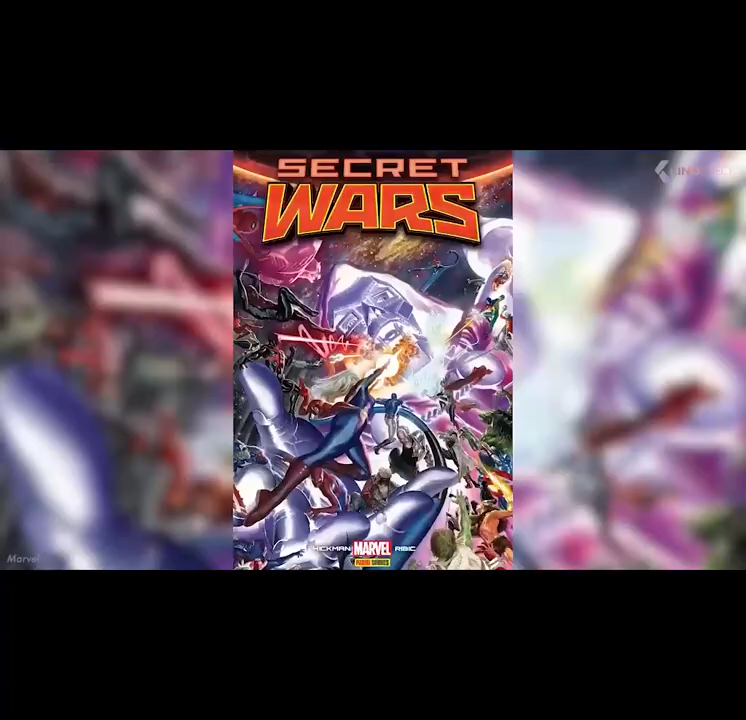 SECRET
WARS
HICKMAN MARVEL RIBIC
PANINI COMICS
Marvel